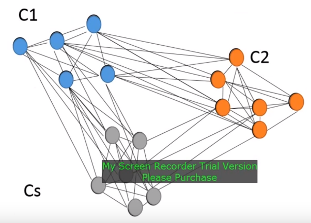 C1
C2
My Screen Recorder Trial Version
Please Purchase
Cs